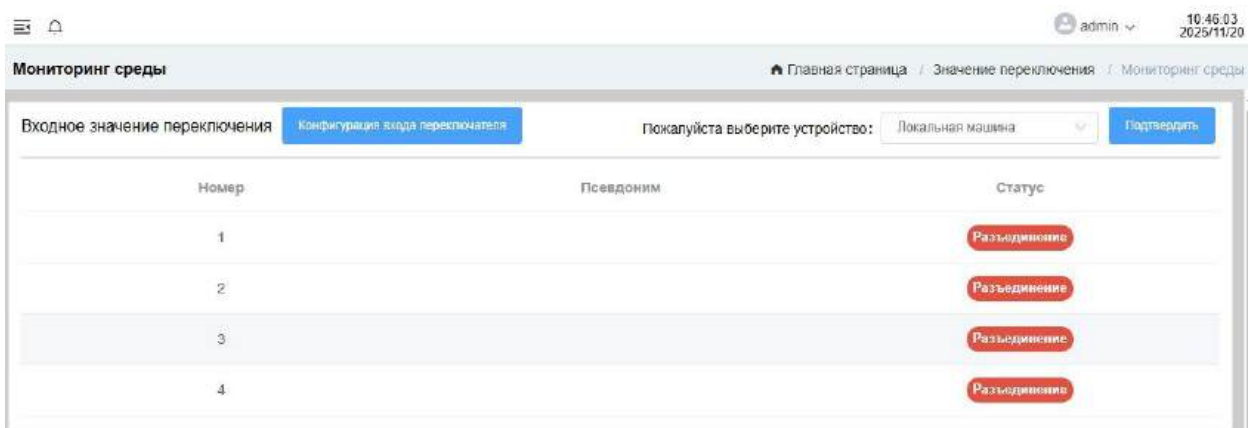 admin
10:46:03
2025/11/20
Мониторинг среды
Главная страница / Значение переключения / Мониторинг среды
Входное значение переключения Конфигурация входа переключателя Пожалуйста выберите устройство: Локальная машина Подтвердить
Номер Псевдоним Статус
1 Разъединение
2 Разъединение
3 Разъединение
4 Разъединение